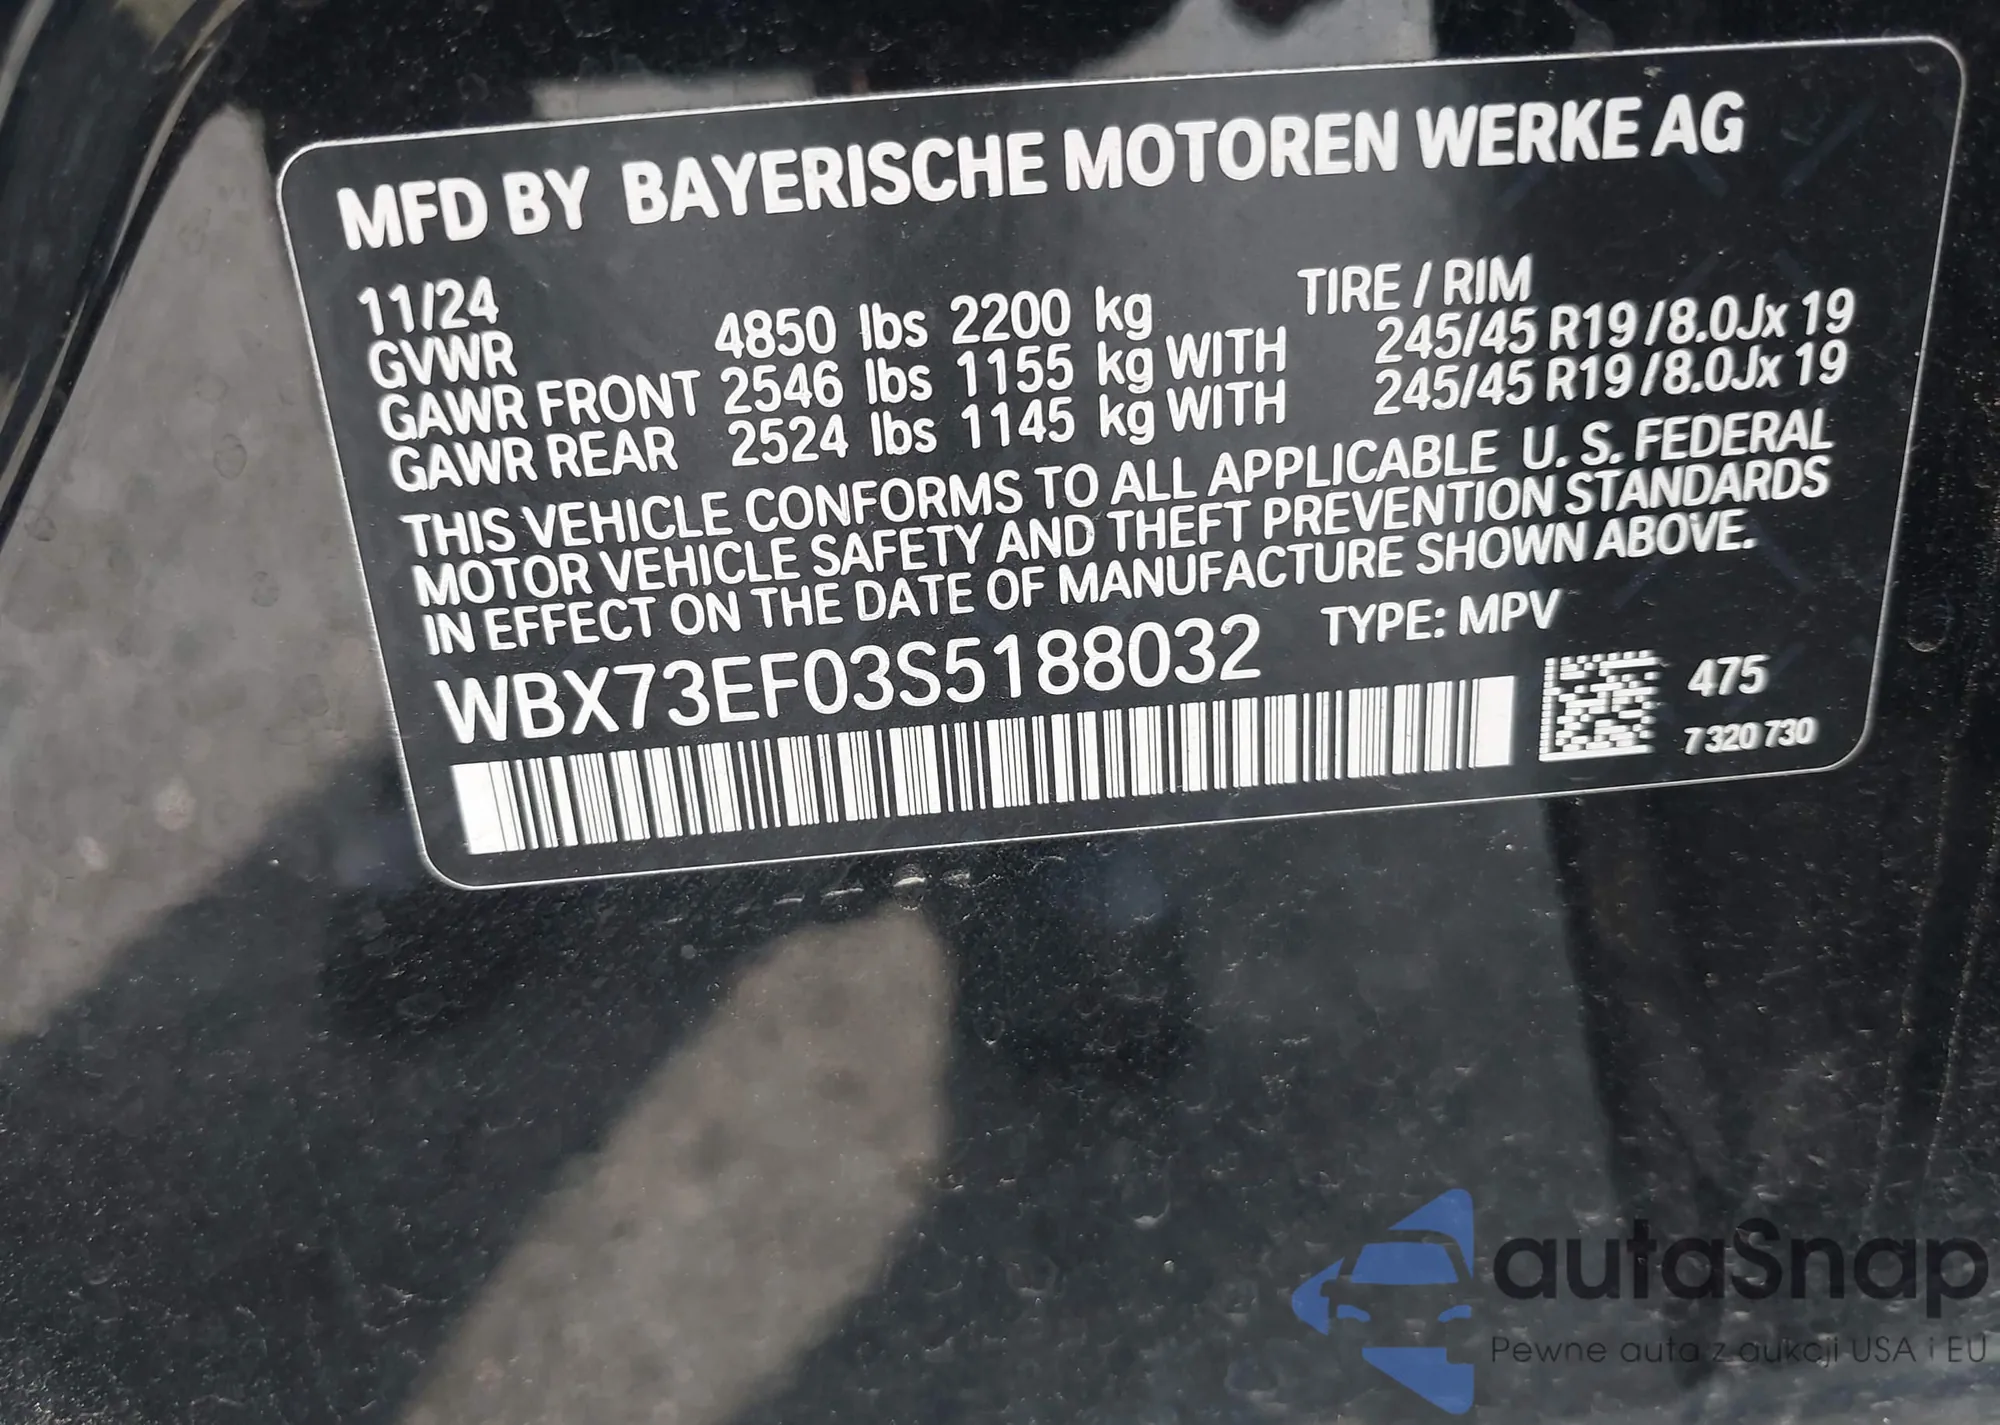 MFD BY BAYERISCHE MOTOREN WERKE AG
11/24 TIRE / RIM
GVWR 4850 lbs 2200 kg
GAWR FRONT 2546 lbs 1155 kg WITH 245/45 R19 / 8.0Jx 19
GAWR REAR 2524 lbs 1145 kg WITH 245/45 R19 / 8.0Jx 19
THIS VEHICLE CONFORMS TO ALL APPLICABLE U. S. FEDERAL
MOTOR VEHICLE SAFETY AND THEFT PREVENTION STANDARDS
IN EFFECT ON THE DATE OF MANUFACTURE SHOWN ABOVE.
WBX73EF03S5188032 TYPE: MPV
475
7 320 730
autaSnap
Pewne auta z aukcji USA i EU